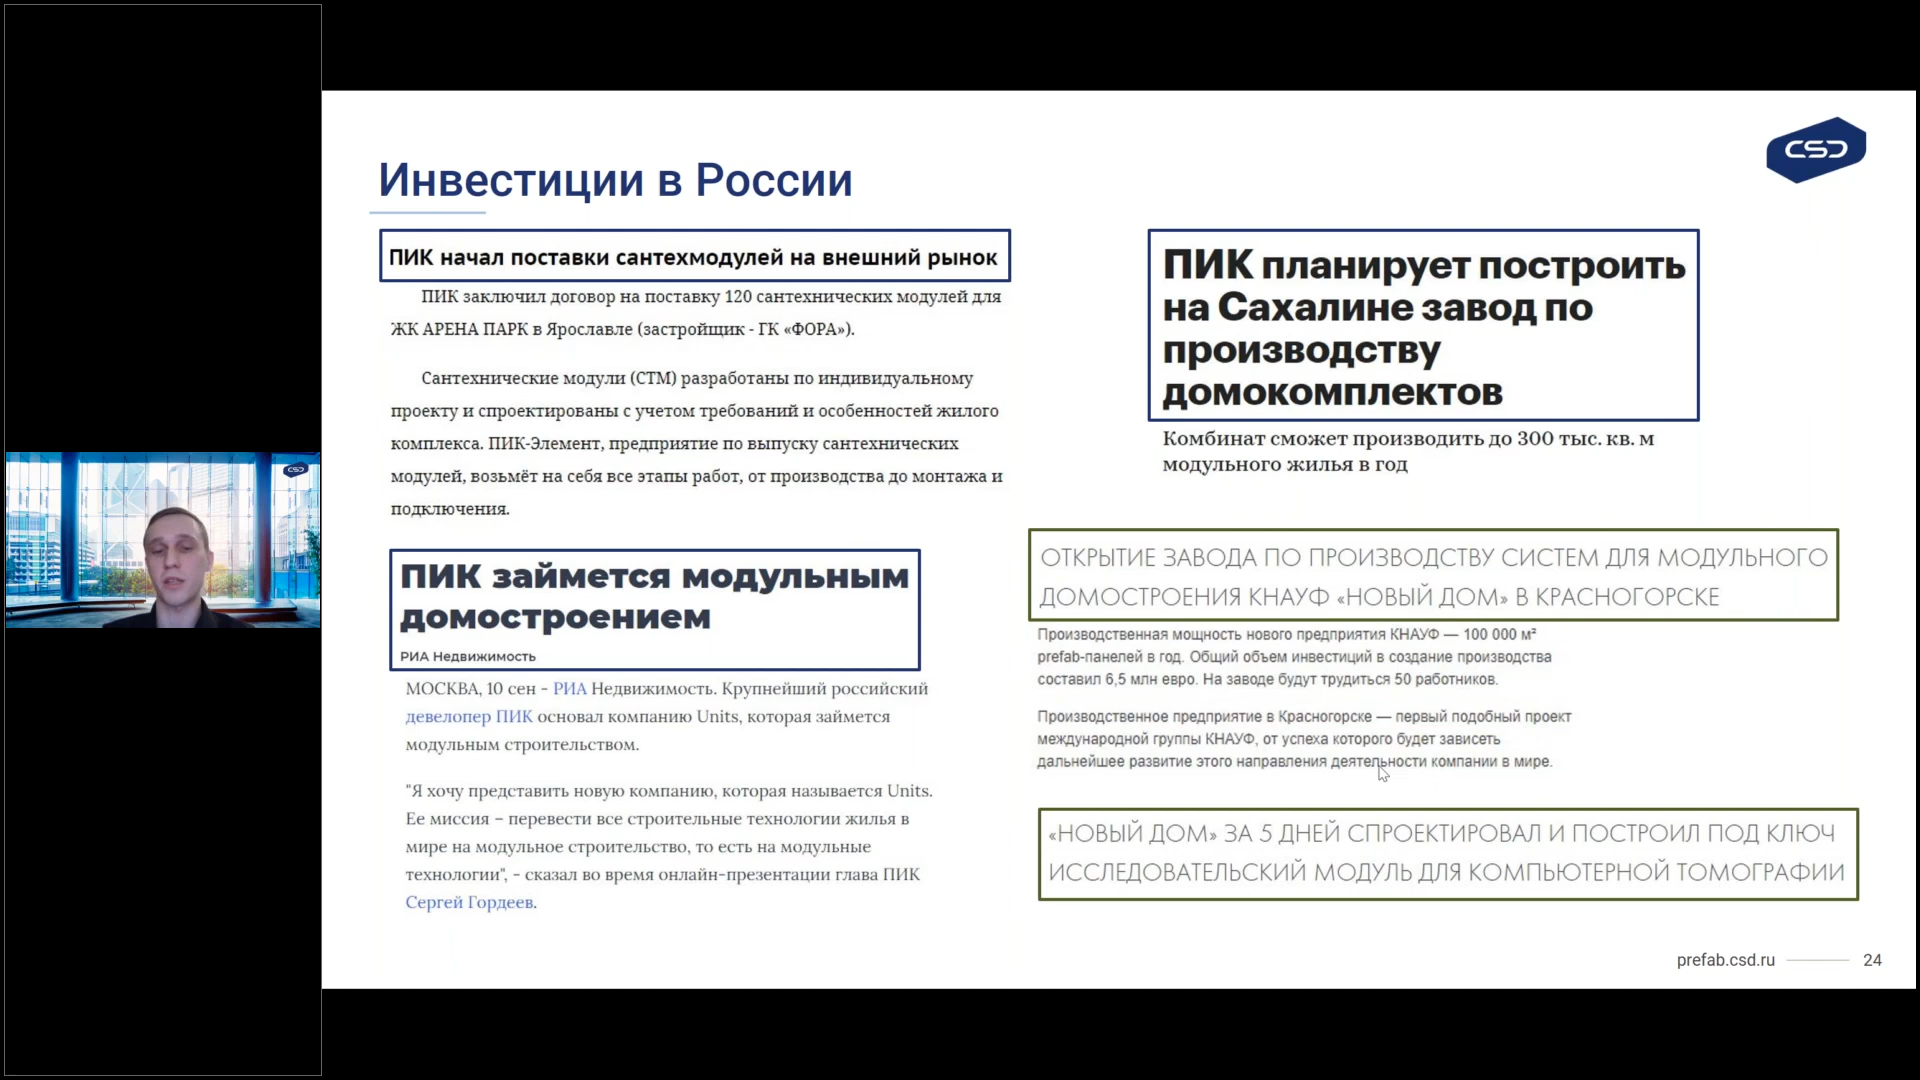 CSD
Инвестиции в России
ПИК начал поставки сантехмодулей на внешний рынок
ПИК заключил договор на поставку 120 сантехнических модулей для
ЖК АРЕНА ПАРК в Ярославле (застройщик - ГК «ФОРА»).
Сантехнические модули (СТМ) разработаны по индивидуальному
проекту и спроектированы с учетом требований и особенностей жилого
комплекса. ПИК-Элемент, предприятие по выпуску сантехнических
модулей, возьмёт на себя все этапы работ, от производства до монтажа и
подключения.
ПИК займется модульным
домостроением
РИА Недвижимость
МОСКВА, 10 сен - РИА Недвижимость. Крупнейший российский
девелопер ПИК основал компанию Units, которая займется
модульным строительством.
"Я хочу представить новую компанию, которая называется Units.
Ее миссия – перевести все строительные технологии жилья в
мире на модульное строительство, то есть на модульные
технологии", - сказал во время онлайн-презентации глава ПИК
Сергей Гордеев.
ПИК планирует построить
на Сахалине завод по
производству
домокомплектов
Комбинат сможет производить до 300 тыс. кв. м
модульного жилья в год
ОТКРЫТИЕ ЗАВОДА ПО ПРОИЗВОДСТВУ СИСТЕМ ДЛЯ МОДУЛЬНОГО
ДОМОСТРОЕНИЯ КНАУФ «НОВЫЙ ДОМ» В КРАСНОГОРСКЕ
Производственная мощность нового предприятия КНАУФ — 100 000 м²
prefab-панелей в год. Общий объем инвестиций в создание производства
составил 6,5 млн евро. На заводе будут трудиться 50 работников.
Производственное предприятие в Красногорске — первый подобный проект
международной группы КНАУФ, от успеха которого будет зависеть
дальнейшее развитие этого направления деятельности компании в мире.
«НОВЫЙ ДОМ» ЗА 5 ДНЕЙ СПРОЕКТИРОВАЛ И ПОСТРОИЛ ПОД КЛЮЧ
ИССЛЕДОВАТЕЛЬСКИЙ МОДУЛЬ ДЛЯ КОМПЬЮТЕРНОЙ ТОМОГРАФИИ
prefab.csd.ru 24
CSD